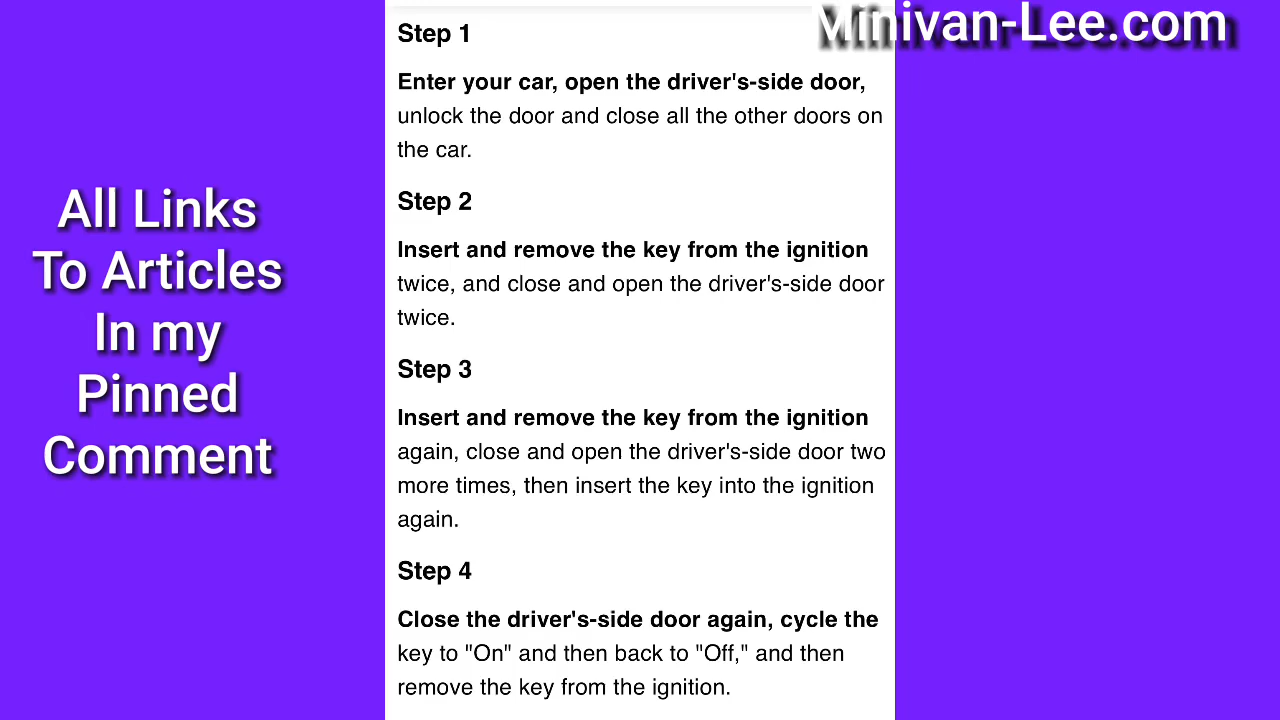 Minivan-Lee.com
All Links
To Articles
In my
Pinned
Comment
Step 1
Enter your car, open the driver's-side door,
unlock the door and close all the other doors on
the car.
Step 2
Insert and remove the key from the ignition
twice, and close and open the driver's-side door
twice.
Step 3
Insert and remove the key from the ignition
again, close and open the driver's-side door two
more times, then insert the key into the ignition
again.
Step 4
Close the driver's-side door again, cycle the
key to "On" and then back to "Off," and then
remove the key from the ignition.